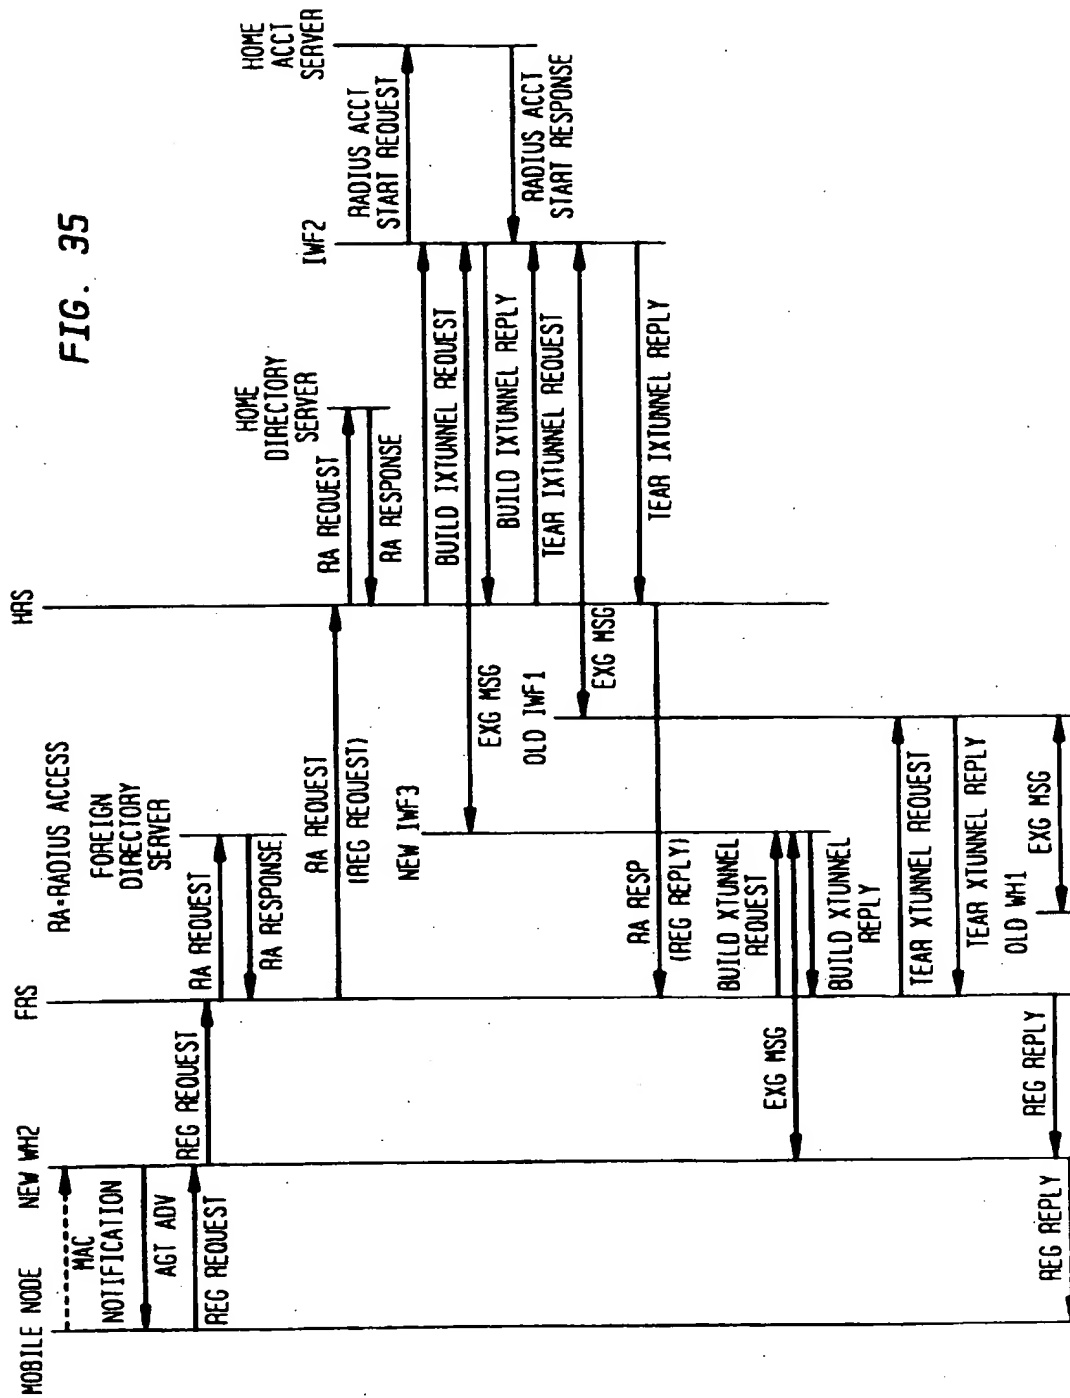 FIG. 35
RA=RADIUS ACCESS
MOBILE NODE
NEW WH2
FRS
FOREIGN
DIRECTORY
SERVER
HRS
HOME
DIRECTORY
SERVER
IWF2
HOME
ACCT
SERVER
MAC
NOTIFICATION
AGT ADV
REG REQUEST
REG REQUEST
RA REQUEST
RA RESPONSE
RA REQUEST
(REG REQUEST)
RA REQUEST
RA RESPONSE
RADIUS ACCT
START REQUEST
BUILD IXTUNNEL REQUEST
NEW IWF3
EXG MSG
BUILD IXTUNNEL REPLY
RADIUS ACCT
START RESPONSE
TEAR IXTUNNEL REQUEST
OLD IWF1
EXG MSG
TEAR IXTUNNEL REPLY
RA RESP
(REG REPLY)
BUILD XTUNNEL
REQUEST
EXG MSG
BUILD XTUNNEL
REPLY
TEAR XTUNNEL REQUEST
TEAR XTUNNEL REPLY
OLD WH1
EXG MSG
REG REPLY
REG REPLY